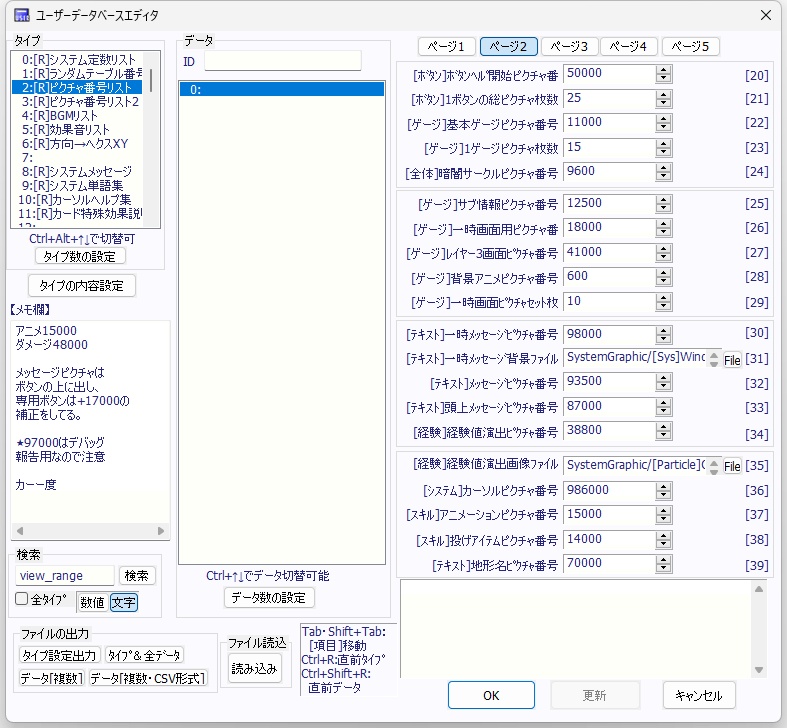 ユーザーデータベースエディタ
タイプ
0:[R]システム定数リスト
1:[R]ランダムテーブル番号
2:[R]ピクチャ番号リスト
3:[R]ピクチャ番号リスト2
4:[R]BGMリスト
5:[R]効果音リスト
6:[R]方向→ヘクスXY
7:
8:[R]システムメッセージ
9:[R]システム単語集
10:[R]カーソルヘルプ集
11:[R]カード特殊効果説
Ctrl+Alt+↑↓で切替可
タイプ数の設定
タイプの内容設定
【メモ欄】
アニメ15000
ダメージ48000
メッセージピクチャは
ボタンの上に出し、
専用ボタンは+17000の
補正をしてる。
★97000はデバッグ
報告用なので注意
カー一度
検索
view_range 検索
全タイプ 数値 文字
ファイルの出力
タイプ設定出力 タイプ&全データ
データ[複数] データ[複数・CSV形式]
データ
ID
0:
Ctrl+↑↓でデータ切替可能
データ数の設定
ファイル読込
読み込み
Tab・Shift+Tab:
[項目]移動
Ctrl+R:直前タイプ
Ctrl+Shift+R:
直前データ
ページ1 ページ2 ページ3 ページ4 ページ5
[ボタン]ボタンヘルプ開始ピクチャ番 50000 [20]
[ボタン]1ボタンの総ピクチャ枚数 25 [21]
[ゲージ]基本ゲージピクチャ番号 11000 [22]
[ゲージ]1ゲージピクチャ枚数 15 [23]
[全体]暗闇サークルピクチャ番号 9600 [24]
[ゲージ]サブ情報ピクチャ番号 12500 [25]
[ゲージ]一時画面用ピクチャ番 18000 [26]
[ゲージ]レイヤー3画面ピクチャ番号 41000 [27]
[ゲージ]背景アニメピクチャ番号 600 [28]
[ゲージ]一時画面ピクチャセット枚 10 [29]
[テキスト]一時メッセージピクチャ番号 98000 [30]
[テキスト]一時メッセージ背景ファイル SystemGraphic/[Sys]Winc File [31]
[テキスト]メッセージピクチャ番号 93500 [32]
[テキスト]頭上メッセージピクチャ番号 87000 [33]
[経験]経験値演出ピクチャ番号 38800 [34]
[経験]経験値演出画像ファイル SystemGraphic/[Particle]C File [35]
[システム]カーソルピクチャ番号 986000 [36]
[スキル]アニメーションピクチャ番号 15000 [37]
[スキル]投げアイテムピクチャ番号 14000 [38]
[テキスト]地形名ピクチャ番号 70000 [39]
OK 更新 キャンセル